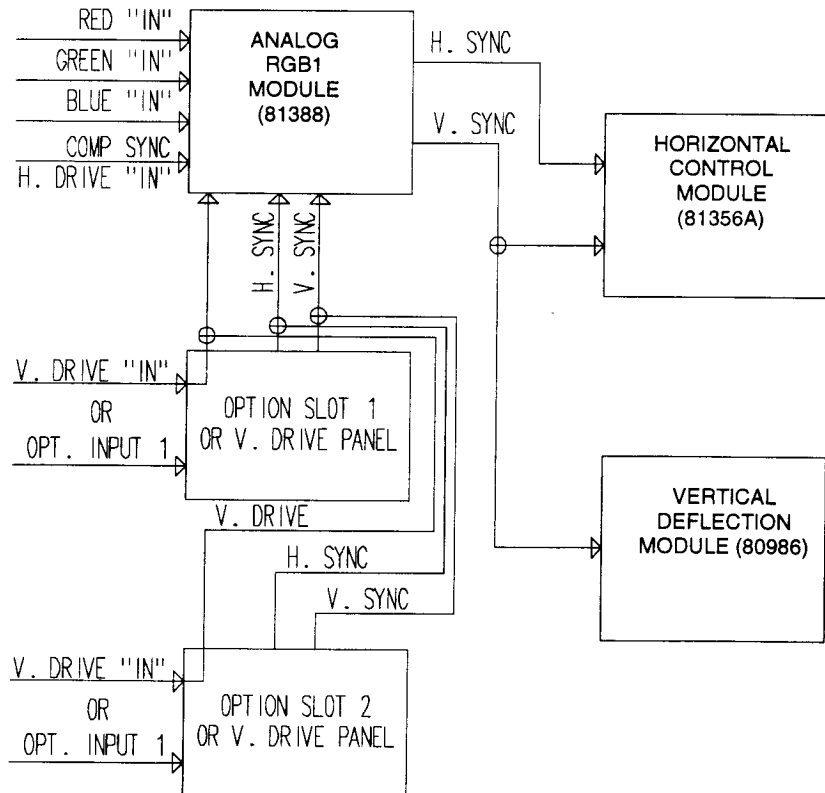 RED "IN"
GREEN "IN"
BLUE "IN"
COMP SYNC
H. DRIVE "IN"
ANALOG
RGB1
MODULE
(81388)
H. SYNC
V. SYNC
HORIZONTAL
CONTROL
MODULE
(81356A)
H. SYNC
V. SYNC
V. DRIVE "IN"
OR
OPT. INPUT 1
OPTION SLOT 1
OR V. DRIVE PANEL
V. DRIVE
H. SYNC
V. SYNC
VERTICAL
DEFLECTION
MODULE (80986)
V. DRIVE "IN"
OR
OPT. INPUT 1
OPTION SLOT 2
OR V. DRIVE PANEL